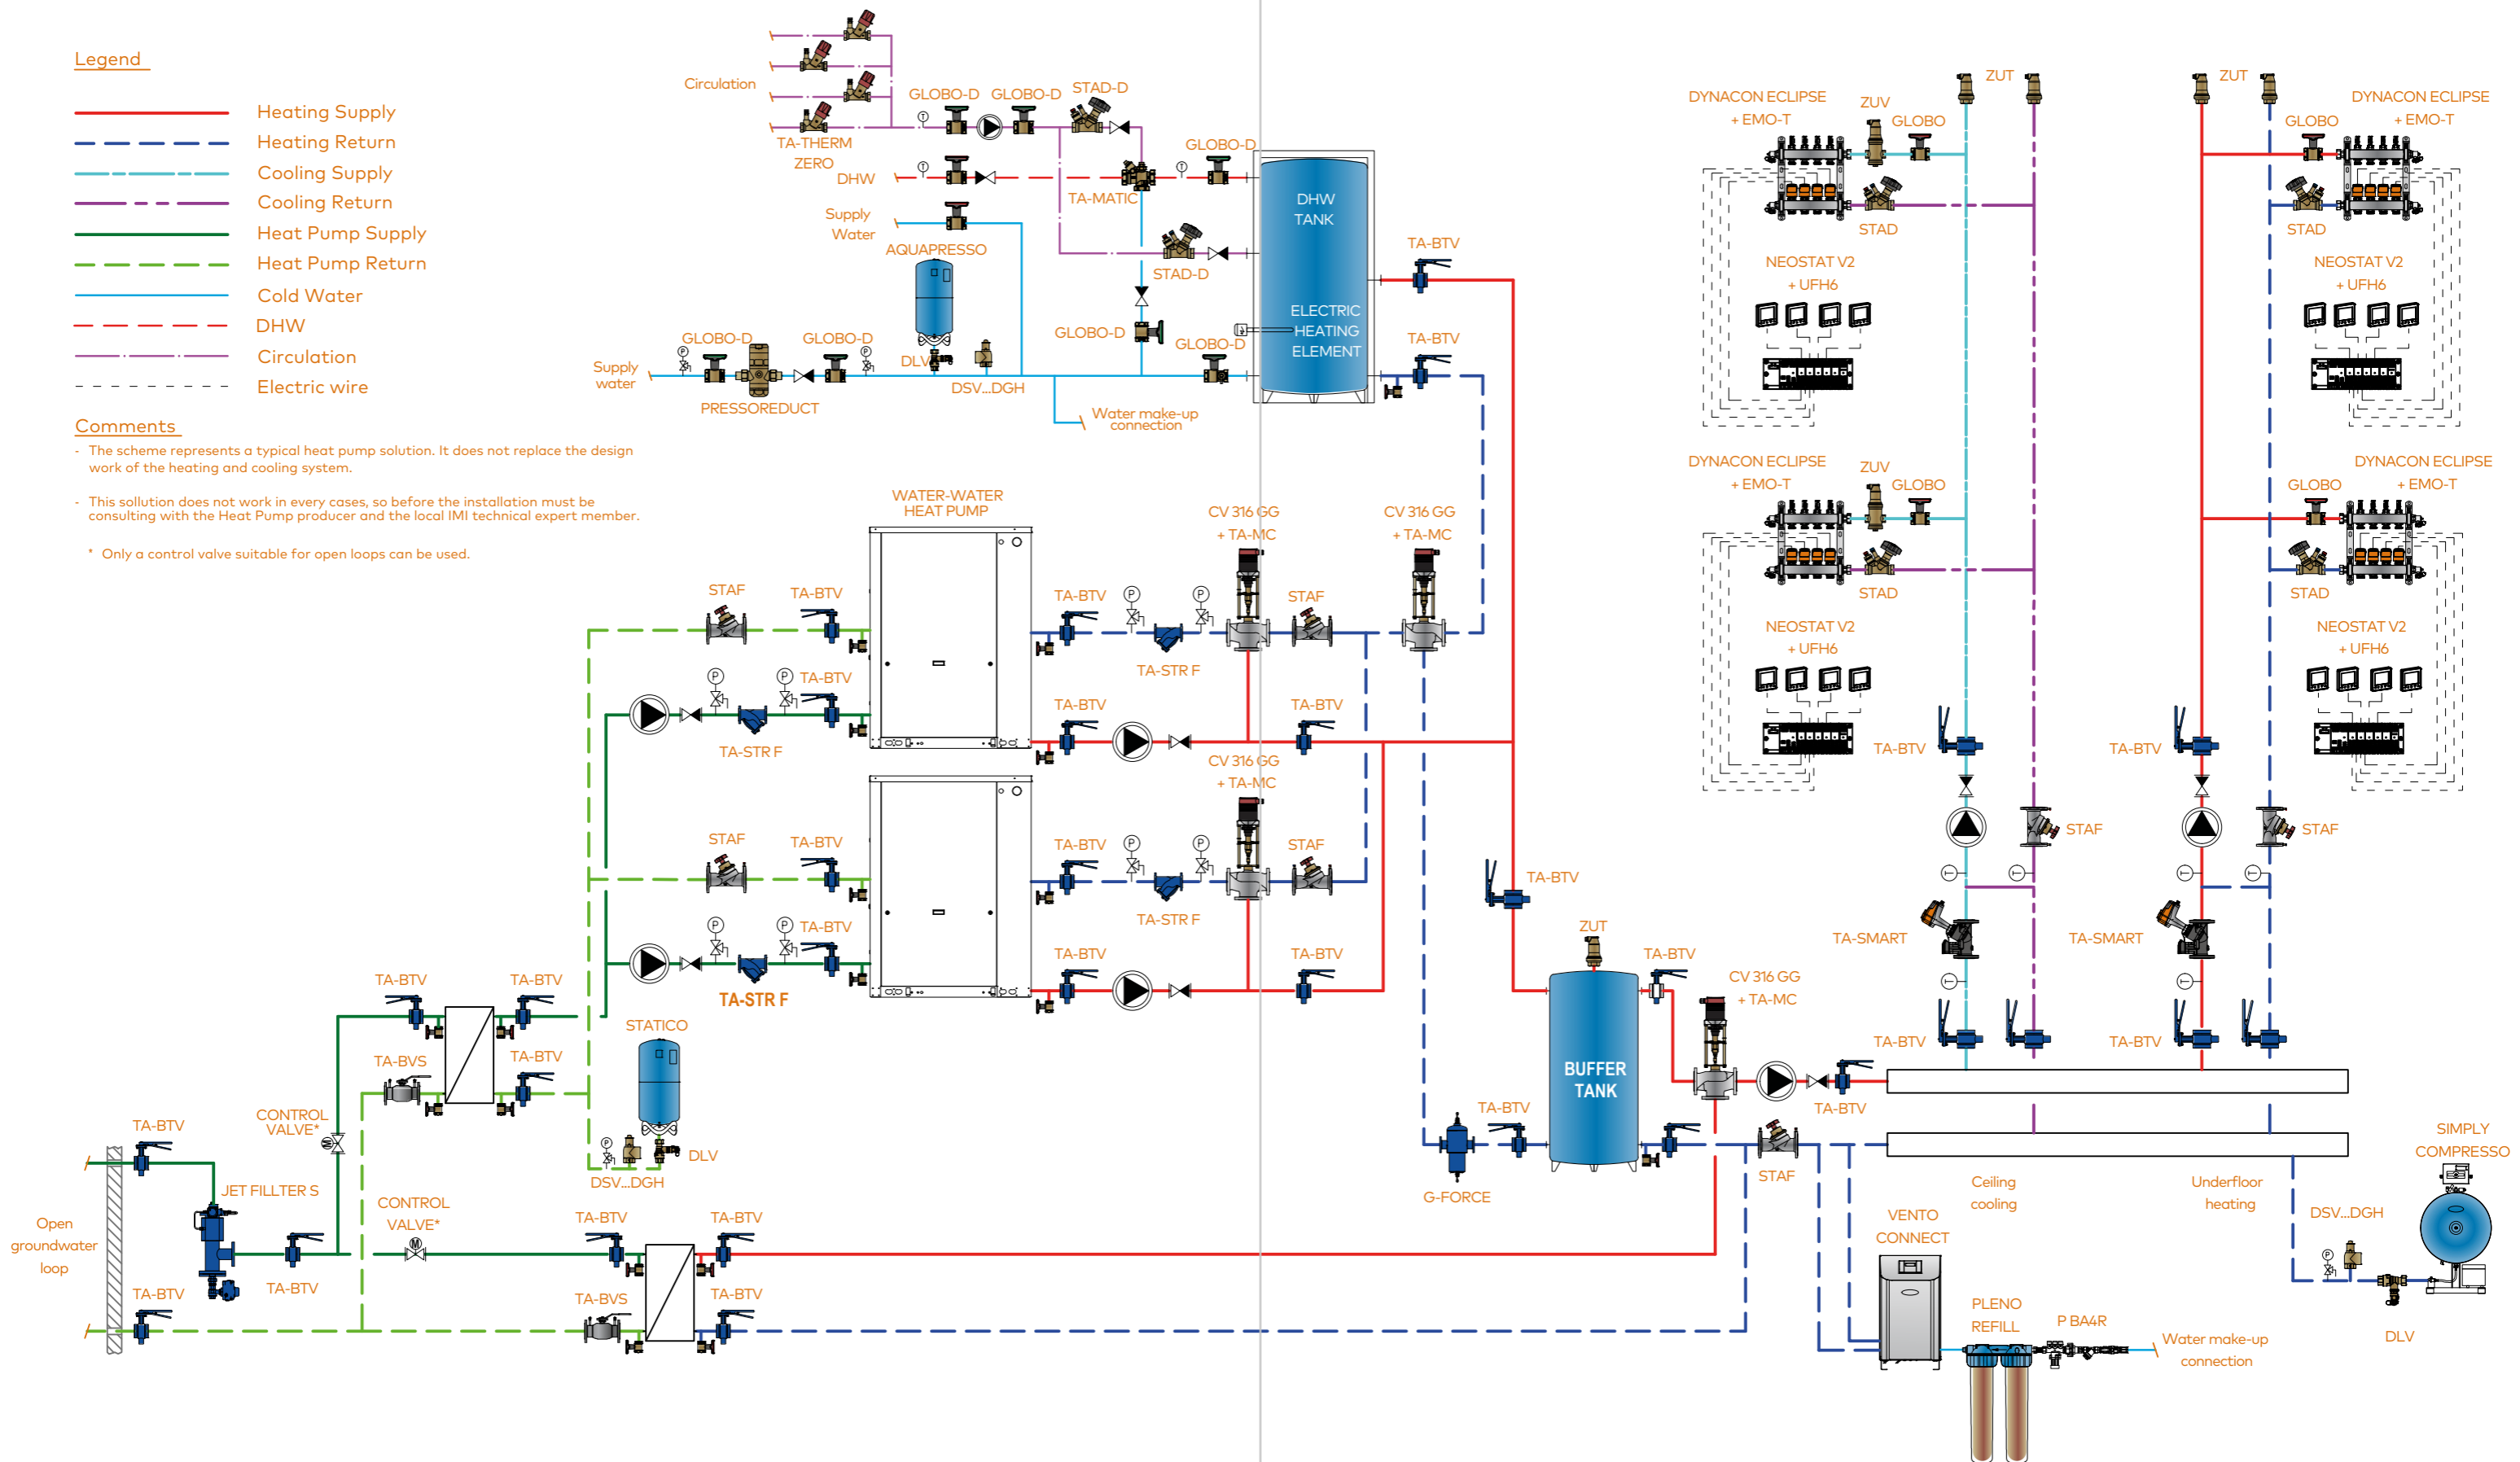 Legend
Heating Supply
Heating Return
Cooling Supply
Cooling Return
Heat Pump Supply
Heat Pump Return
Cold Water
DHW
Circulation
Electric wire
Comments
- The scheme represents a typical heat pump solution. It does not replace the design
work of the heating and cooling system.
- This sollution does not work in every cases, so before the installation must be
consulting with the Heat Pump producer and the local IMI technical expert member.
* Only a control valve suitable for open loops can be used.
Circulation
GLOBO-D
GLOBO-D
STAD-D
T
TA-THERM
ZERO
DHW
T
TA-MATIC
T
GLOBO-D
Supply
Water
AQUAPRESSO
STAD-D
DHW
TANK
ELECTRIC
HEATING
ELEMENT
TA-BTV
TA-BTV
GLOBO-D
GLOBO-D
P
GLOBO-D
GLOBO-D
P
DLV
DSV...DGH
Supply
water
PRESSOREDUCT
Water make-up
connection
WATER-WATER
HEAT PUMP
CV 316 GG
+ TA-MC
CV 316 GG
+ TA-MC
STAF
TA-BTV
TA-BTV
P
P
STAF
TA-STR F
P
P
TA-BTV
TA-STR F
TA-BTV
TA-BTV
CV 316 GG
+ TA-MC
STAF
TA-BTV
TA-BTV
P
P
STAF
TA-STR F
P
P
TA-BTV
TA-STR F
TA-BTV
TA-BTV
TA-BTV
TA-BTV
TA-BVS
TA-BTV
STATICO
P
DLV
DSV...DGH
CONTROL
VALVE*
M
TA-BTV
JET FILLTER S
Open
groundwater
loop
TA-BTV
TA-BTV
CONTROL
VALVE*
M
TA-BTV
TA-BTV
TA-BVS
TA-BTV
TA-BTV
ZUT
BUFFER
TANK
TA-BTV
CV 316 GG
+ TA-MC
TA-BTV
TA-BTV
G-FORCE
STAF
ZUT
DYNACON ECLIPSE
+ EMO-T
ZUV
GLOBO
STAD
NEOSTAT V2
+ UFH6
DYNACON ECLIPSE
+ EMO-T
ZUV
GLOBO
STAD
NEOSTAT V2
+ UFH6
TA-BTV
STAF
T
T
TA-SMART
T
TA-BTV
ZUT
DYNACON ECLIPSE
+ EMO-T
GLOBO
STAD
NEOSTAT V2
+ UFH6
DYNACON ECLIPSE
+ EMO-T
GLOBO
STAD
NEOSTAT V2
+ UFH6
TA-BTV
STAF
T
T
TA-SMART
T
TA-BTV
Ceiling
cooling
Underfloor
heating
SIMPLY
COMPRESSO
DSV...DGH
P
DLV
VENTO
CONNECT
PLENO
REFILL
P BA4R
Water make-up
connection